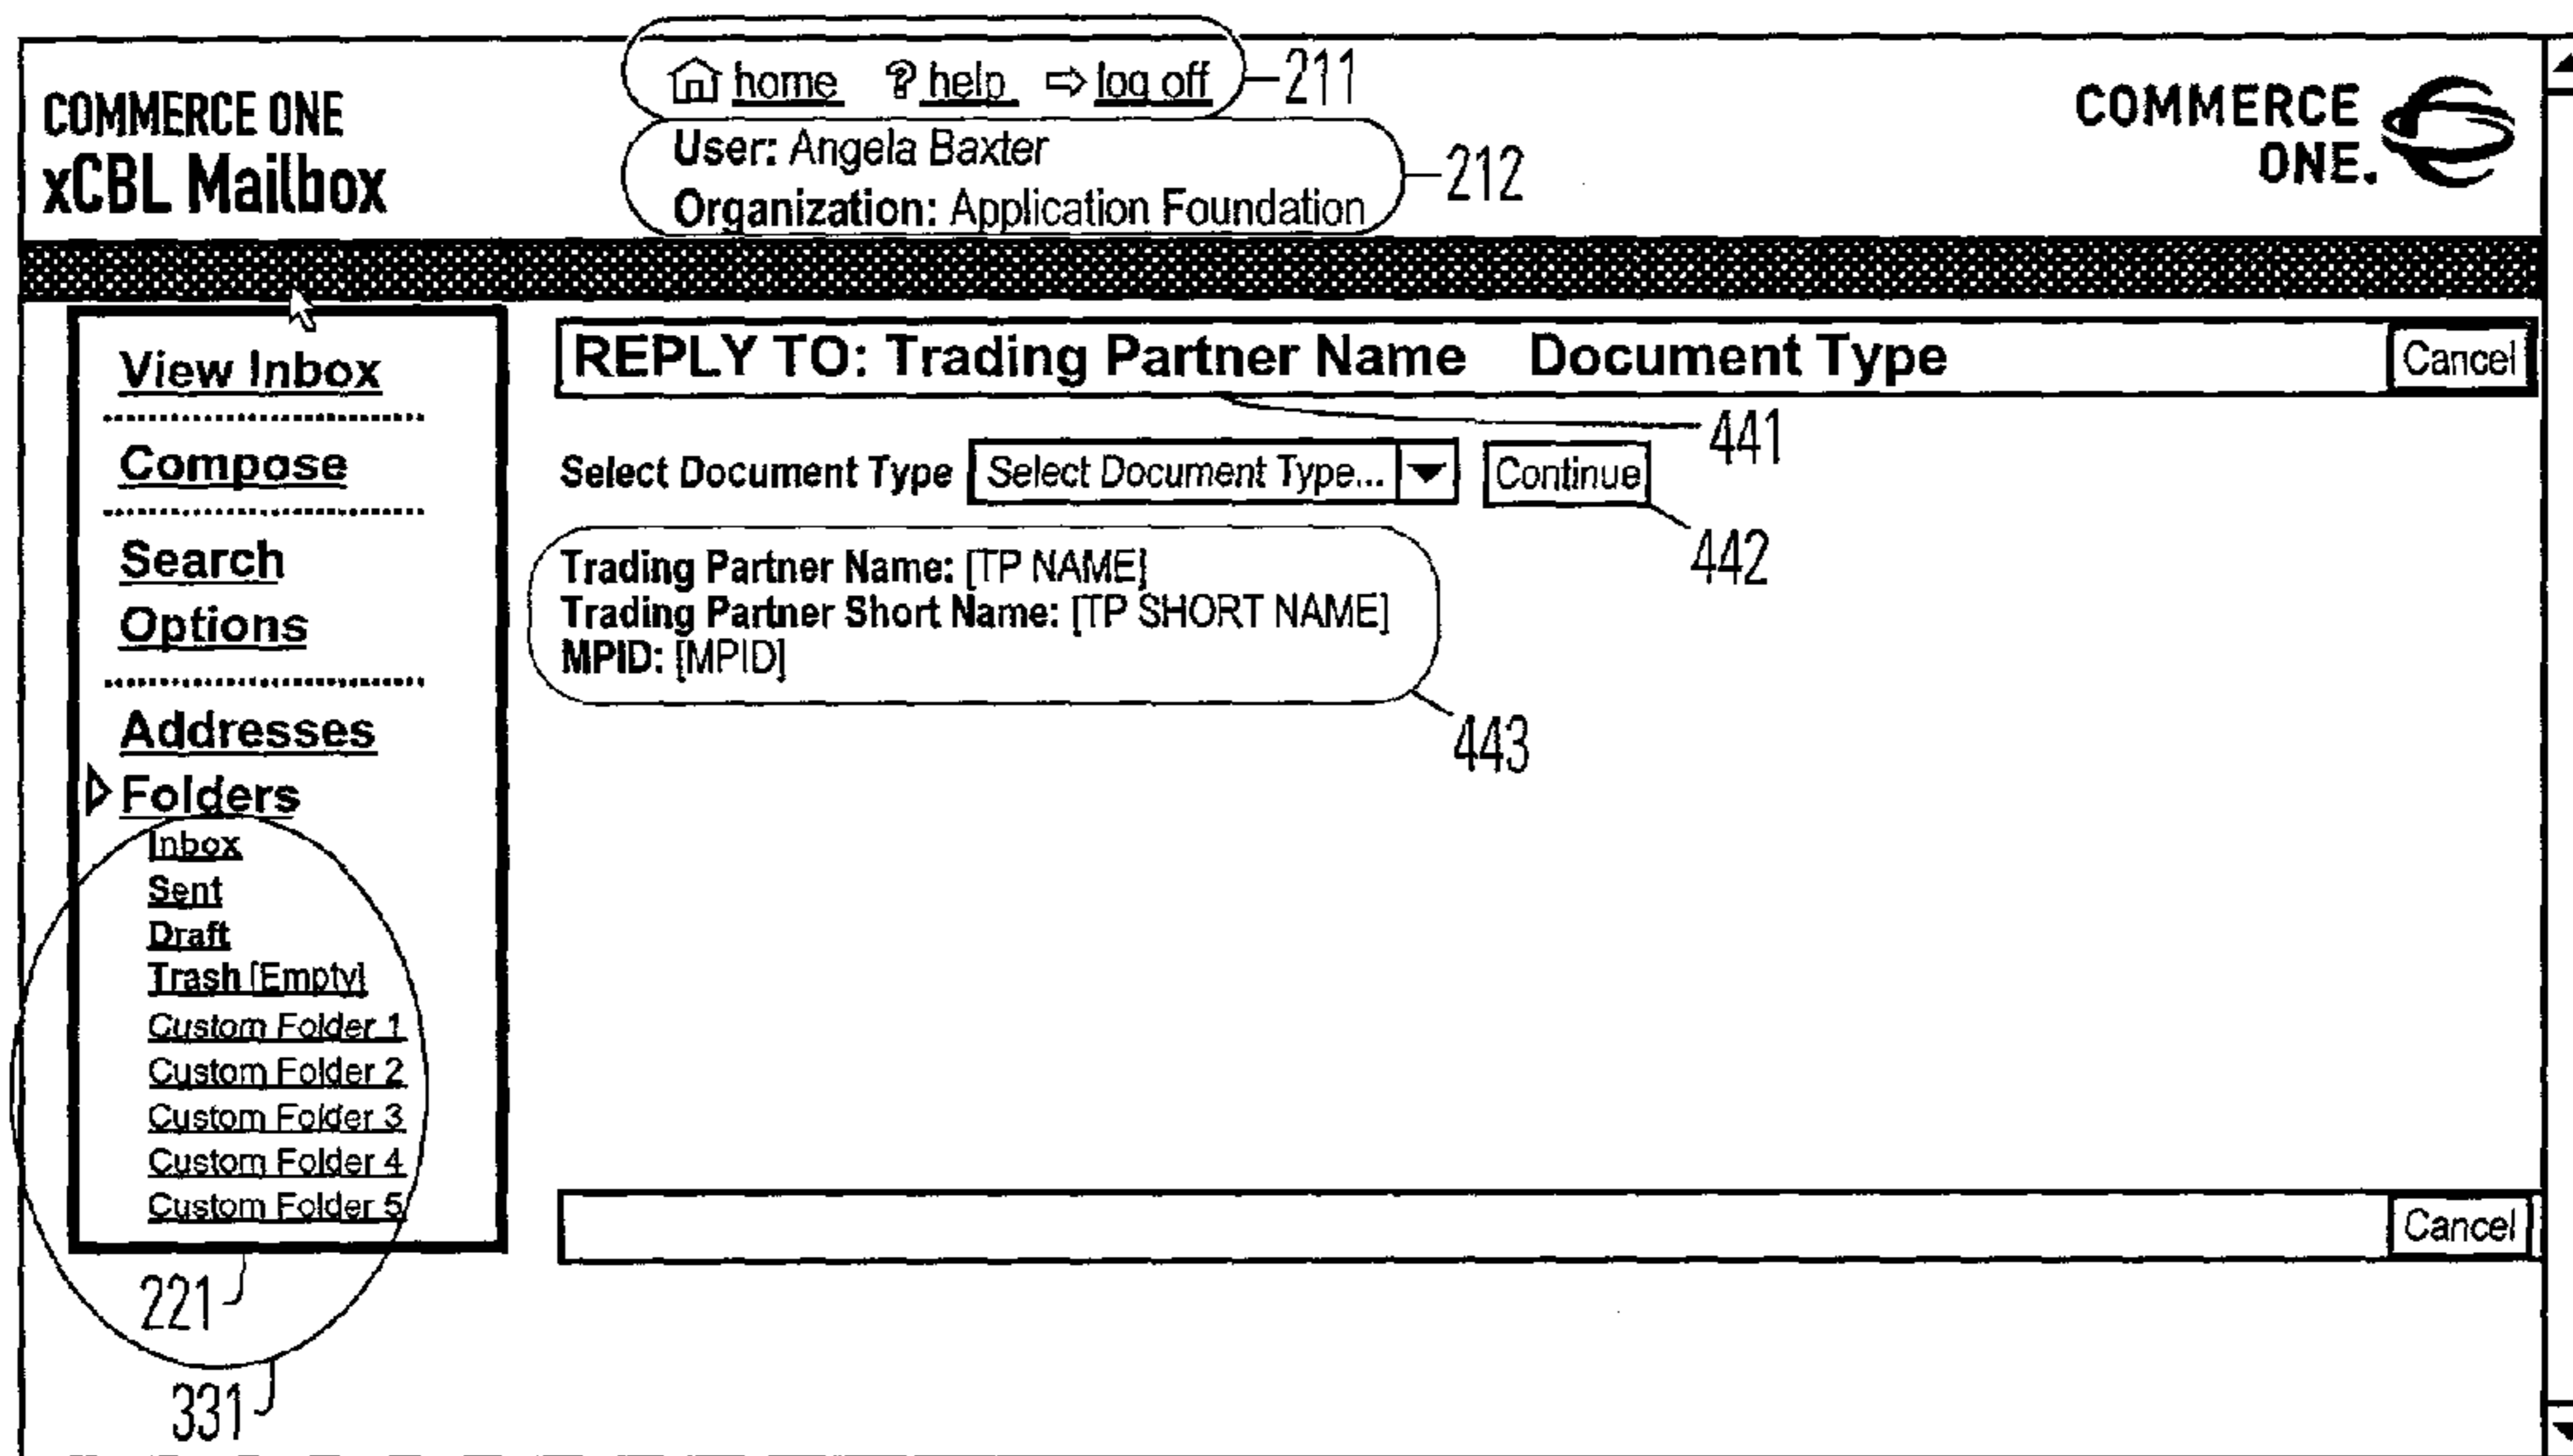 home ? help log off 211
COMMERCE ONE
xCBL Mailbox
User: Angela Baxter
Organization: Application Foundation
212
COMMERCE
ONE.
View Inbox
Compose
Search
Options
Addresses
Folders
Inbox
Sent
Draft
Trash [Empty]
Custom Folder 1
Custom Folder 2
Custom Folder 3
Custom Folder 4
Custom Folder 5
221
331
REPLY TO: Trading Partner Name Document Type Cancel
441
Select Document Type Select Document Type... Continue
442
Trading Partner Name: [TP NAME]
Trading Partner Short Name: [TP SHORT NAME]
MPID: [MPID]
443
Cancel